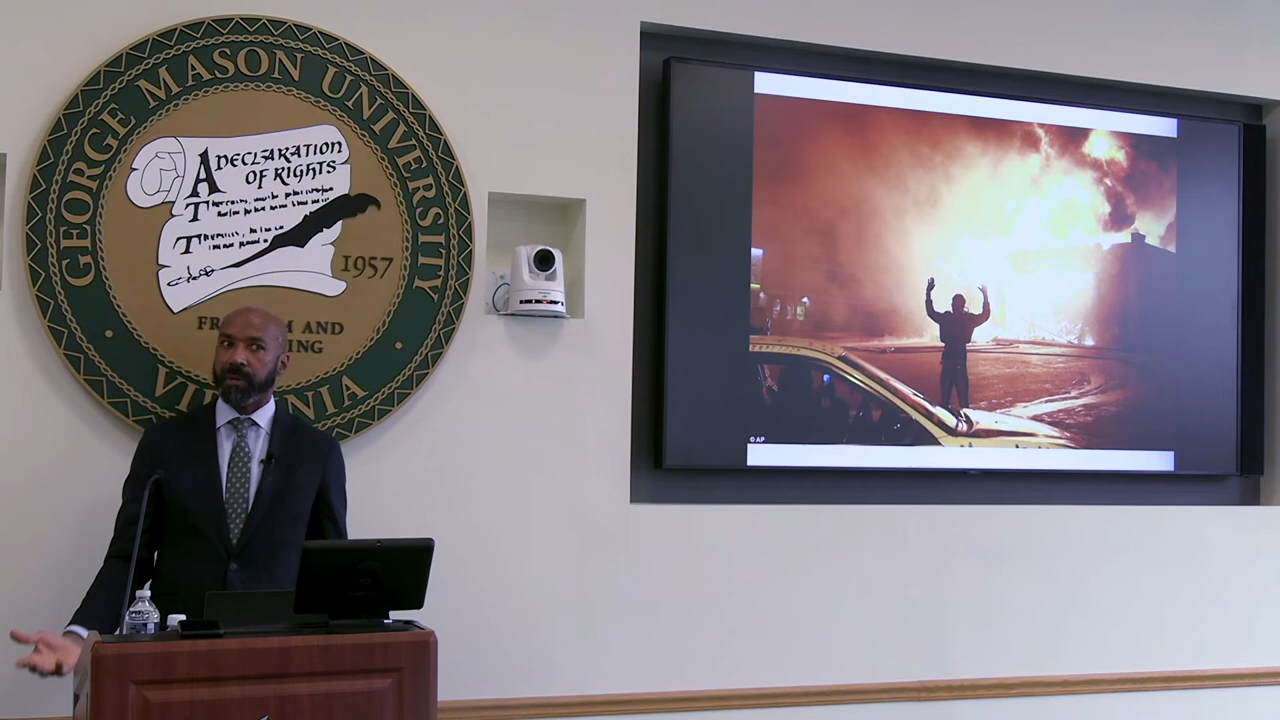 GEORGE MASON UNIVERSITY
A DECLARATION
OF RIGHTS
1957
VIRGINIA
© AP